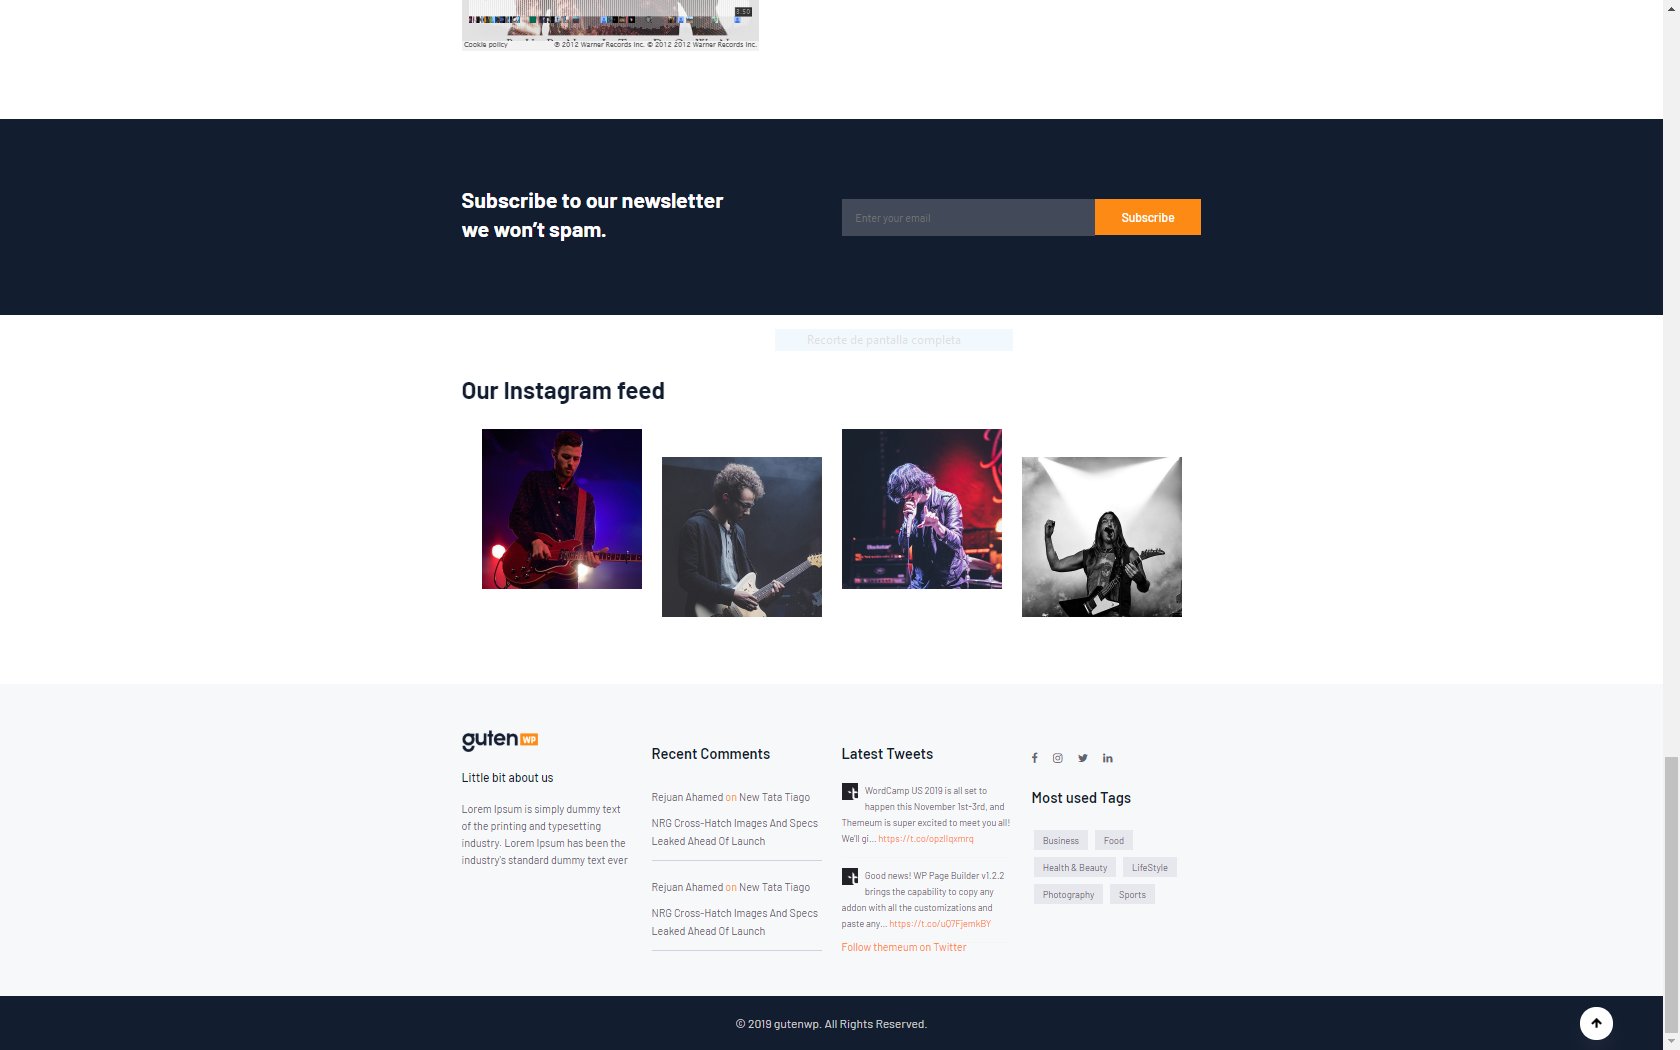 3:50
Cookie policy
℗ 2012 Warner Records Inc. © 2012 2012 Warner Records Inc.
Subscribe to our newsletter
we won’t spam.
Enter your email
Subscribe
Recorte de pantalla completa
Our Instagram feed
guten WP
Little bit about us
Lorem Ipsum is simply dummy text
of the printing and typesetting
industry. Lorem Ipsum has been the
industry's standard dummy text ever
Recent Comments
Rejuan Ahamed on New Tata Tiago
NRG Cross-Hatch Images And Specs
Leaked Ahead Of Launch
Rejuan Ahamed on New Tata Tiago
NRG Cross-Hatch Images And Specs
Leaked Ahead Of Launch
Latest Tweets
WordCamp US 2019 is all set to
happen this November 1st-3rd, and
Themeum is super excited to meet you all!
We'll gi... https://t.co/opzliqxmrq
Good news! WP Page Builder v1.2.2
brings the capability to copy any
addon with all the customizations and
paste any... https://t.co/uQ7FjemkBY
Follow themeum on Twitter
Most used Tags
Business Food
Health & Beauty LifeStyle
Photography Sports
© 2019 gutenwp. All Rights Reserved.